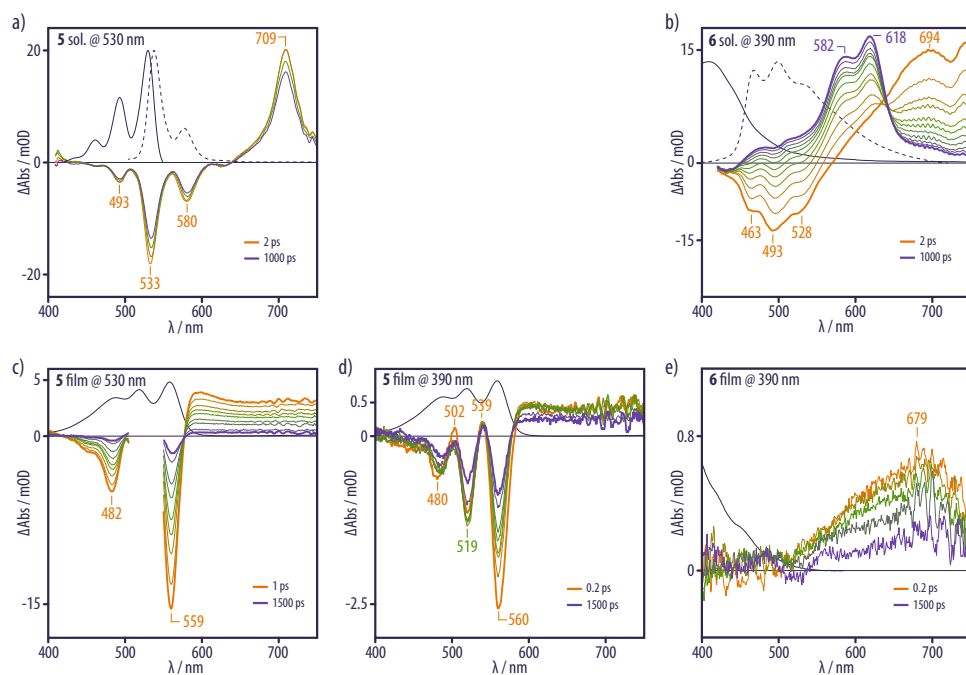 a)
5 sol. @ 530 nm
ΔAbs / mOD
20
0
-20
709
493
533
580
2 ps
1000 ps
400 500 600 700
λ / nm
b)
6 sol. @ 390 nm
ΔAbs / mOD
15
0
-15
582
618
694
463
493
528
2 ps
1000 ps
400 500 600 700
λ / nm
c)
5 film @ 530 nm
ΔAbs / mOD
5
0
-15
482
559
1 ps
1500 ps
400 500 600 700
λ / nm
d)
5 film @ 390 nm
ΔAbs / mOD
0.5
0
-2.5
502
539
480
519
560
0.2 ps
1500 ps
400 500 600 700
λ / nm
e)
6 film @ 390 nm
ΔAbs / mOD
0.8
0
679
0.2 ps
1500 ps
400 500 600 700
λ / nm